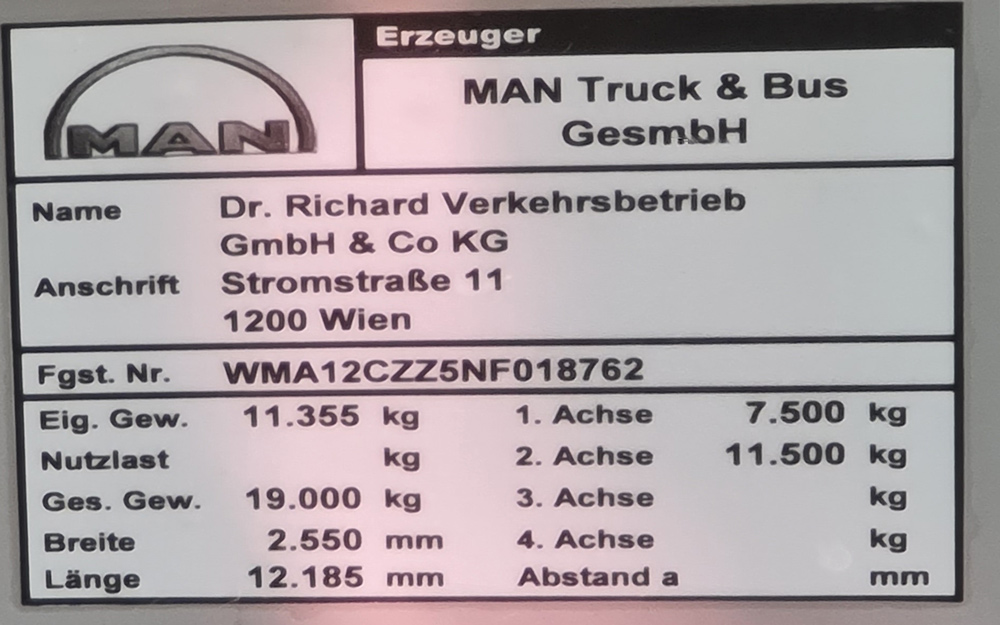 MAN
Erzeuger
MAN Truck & Bus
GesmbH
Name Dr. Richard Verkehrsbetrieb
GmbH & Co KG
Anschrift Stromstraße 11
1200 Wien
Fgst. Nr. WMA12CZZ5NF018762
Eig. Gew. 11.355 kg 1. Achse 7.500 kg
Nutzlast kg 2. Achse 11.500 kg
Ges. Gew. 19.000 kg 3. Achse kg
Breite 2.550 mm 4. Achse kg
Länge 12.185 mm Abstand a mm